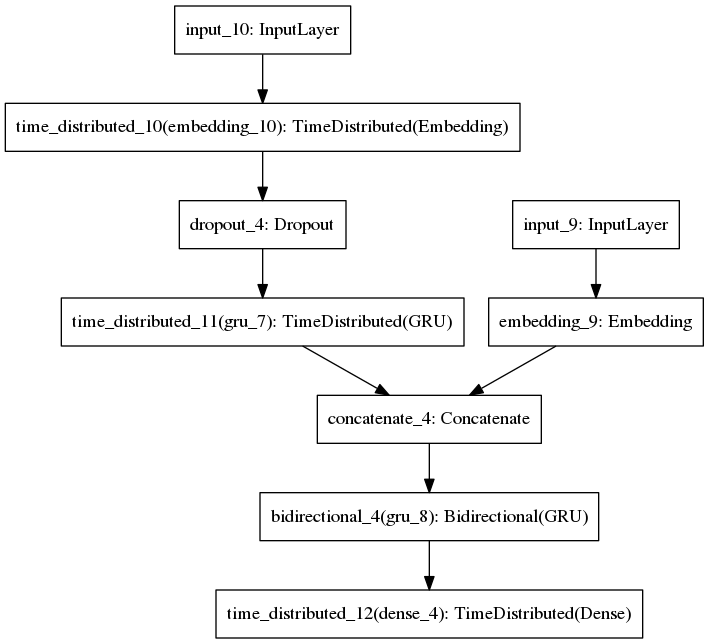 input_10: InputLayer
time_distributed_10(embedding_10): TimeDistributed(Embedding)
dropout_4: Dropout
input_9: InputLayer
time_distributed_11(gru_7): TimeDistributed(GRU)
embedding_9: Embedding
concatenate_4: Concatenate
bidirectional_4(gru_8): Bidirectional(GRU)
time_distributed_12(dense_4): TimeDistributed(Dense)